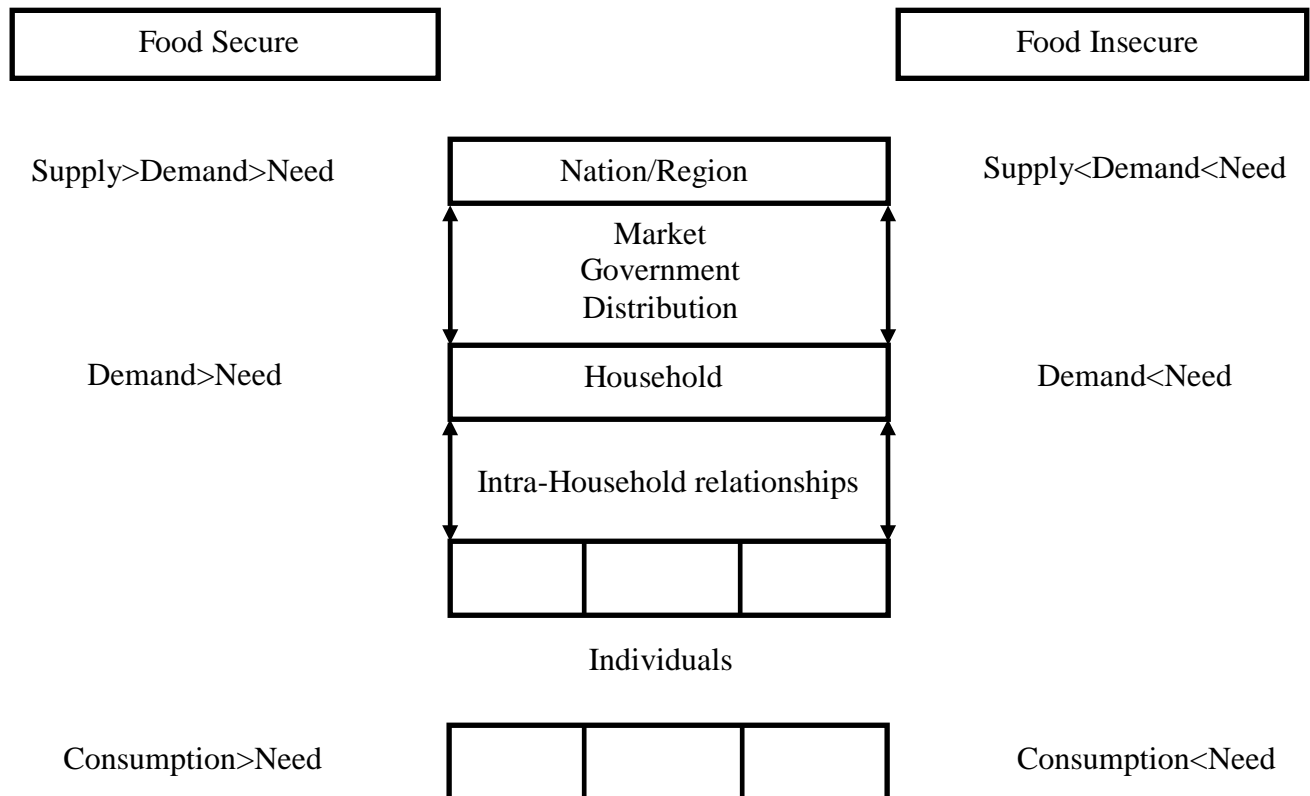 Food Secure
Food Insecure
Supply>Demand>Need
Nation/Region
Supply<Demand<Need
Market
Government
Distribution
Demand>Need
Household
Demand<Need
Intra-Household relationships
Individuals
Consumption>Need
Consumption<Need